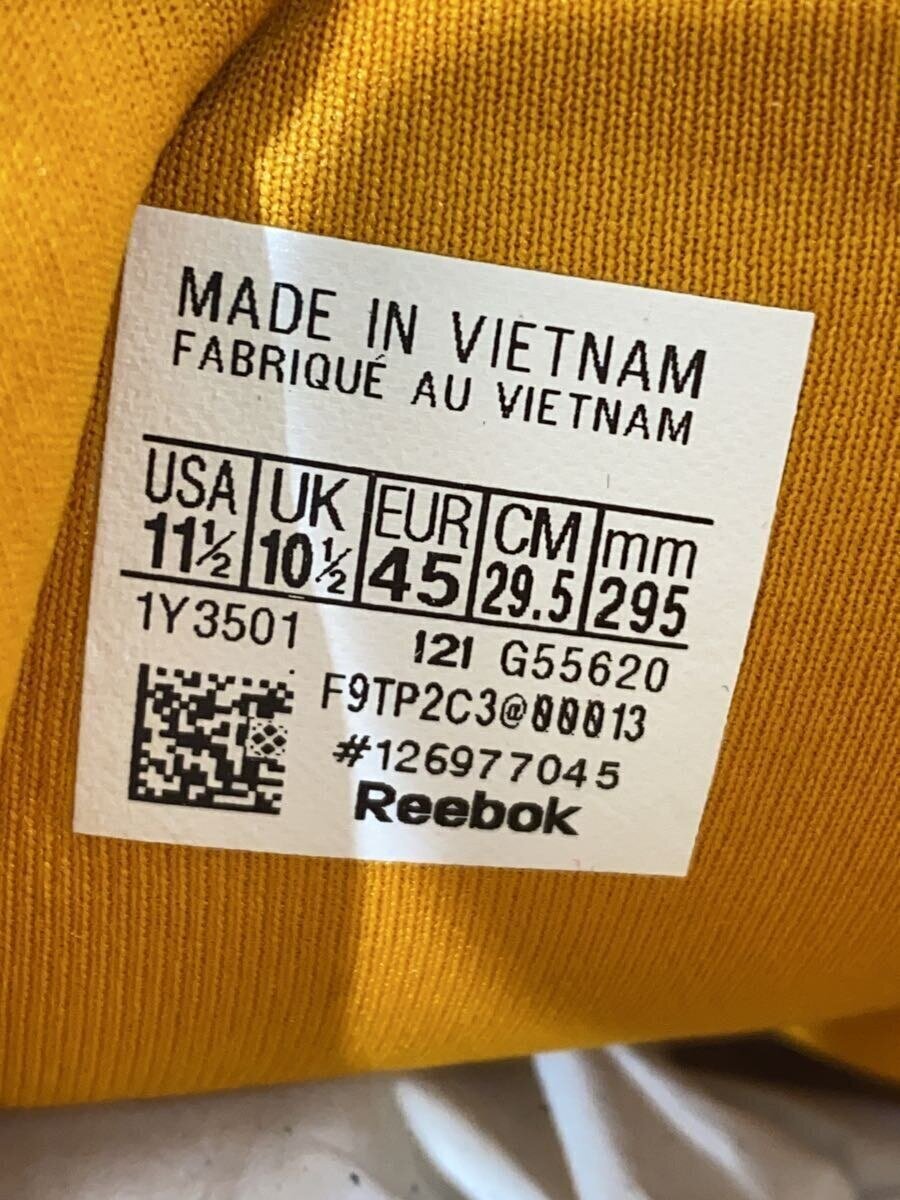 MADE IN VIETNAM
FABRIQUÉ AU VIETNAM
USA UK EUR CM mm
11½ 10½ 45 29.5 295
1Y3501 121 G55620
F9TP2C3@00013
#126977045
Reebok